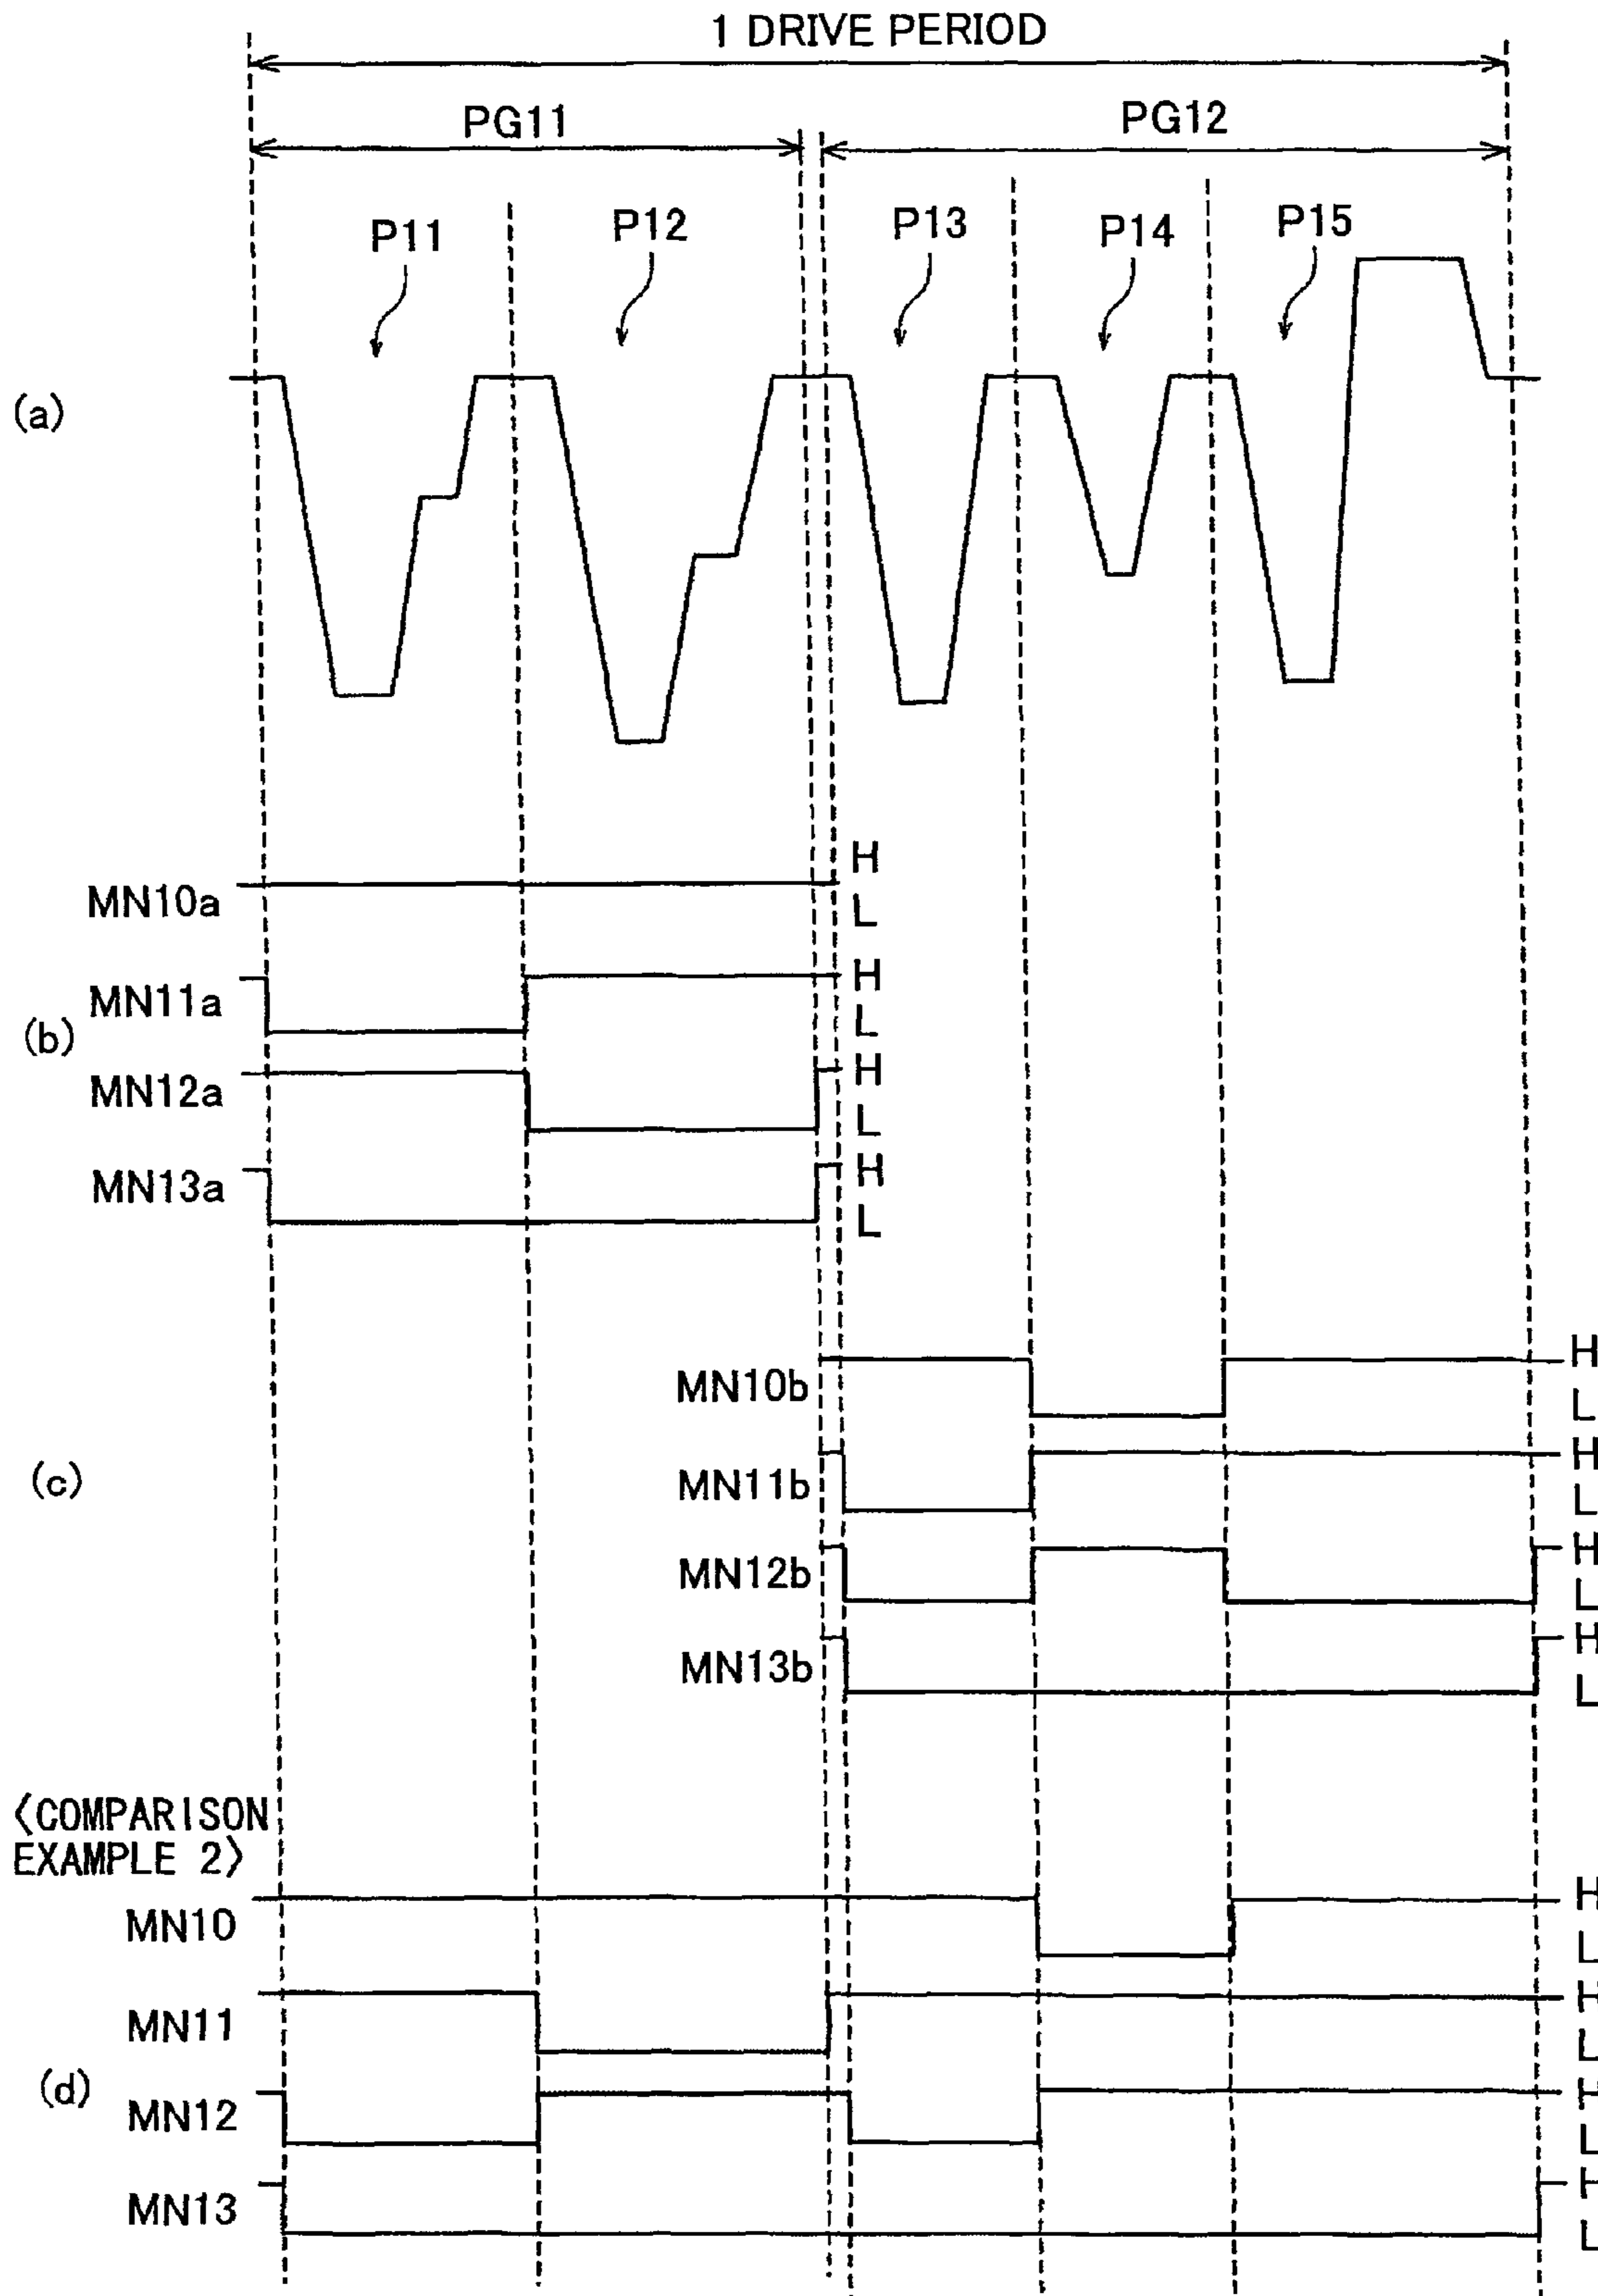 1 DRIVE PERIOD
PG11
PG12
P11
P12
P13
P14
P15
(a)
H
MN10a
L
H
MN11a
L
(b)
H
MN12a
L
H
MN13a
L
H
MN10b
L
H
(c)
MN11b
L
H
MN12b
L
H
MN13b
L
〈COMPARISON
EXAMPLE 2〉
H
MN10
L
H
MN11
L
(d)
H
MN12
L
H
MN13
L